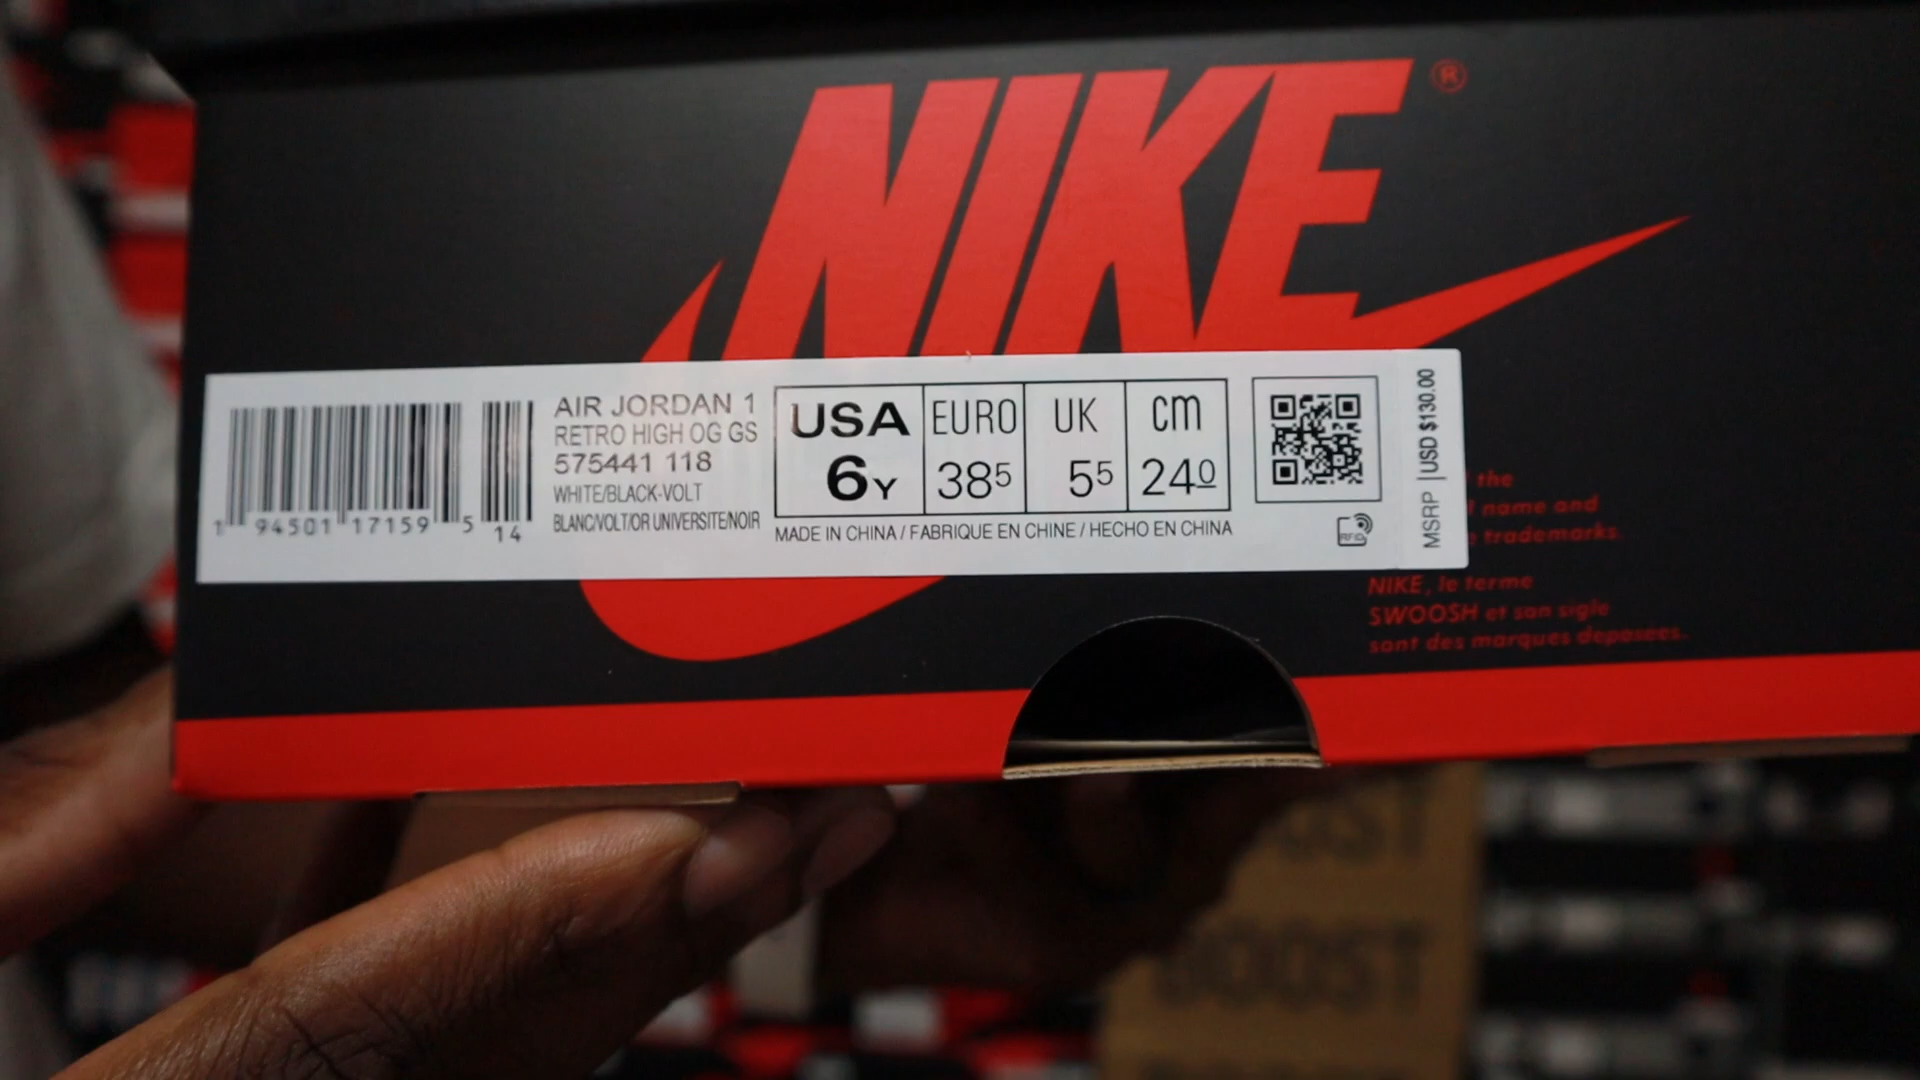 NIKE®
AIR JORDAN 1
RETRO HIGH OG GS
575441 118
WHITE/BLACK-VOLT
BLANC/VOLT/OR UNIVERSITE/NOIR
1 94501 17159 5 14
USA EURO UK cm
6Y 38⁵ 5⁵ 24⁰
MADE IN CHINA / FABRIQUE EN CHINE / HECHO EN CHINA
RFID
MSRP | USD $130.00
the
name and
trademarks.
NIKE, le terme
SWOOSH et son sigle
sont des marques deposees.
BOOST
BOOST